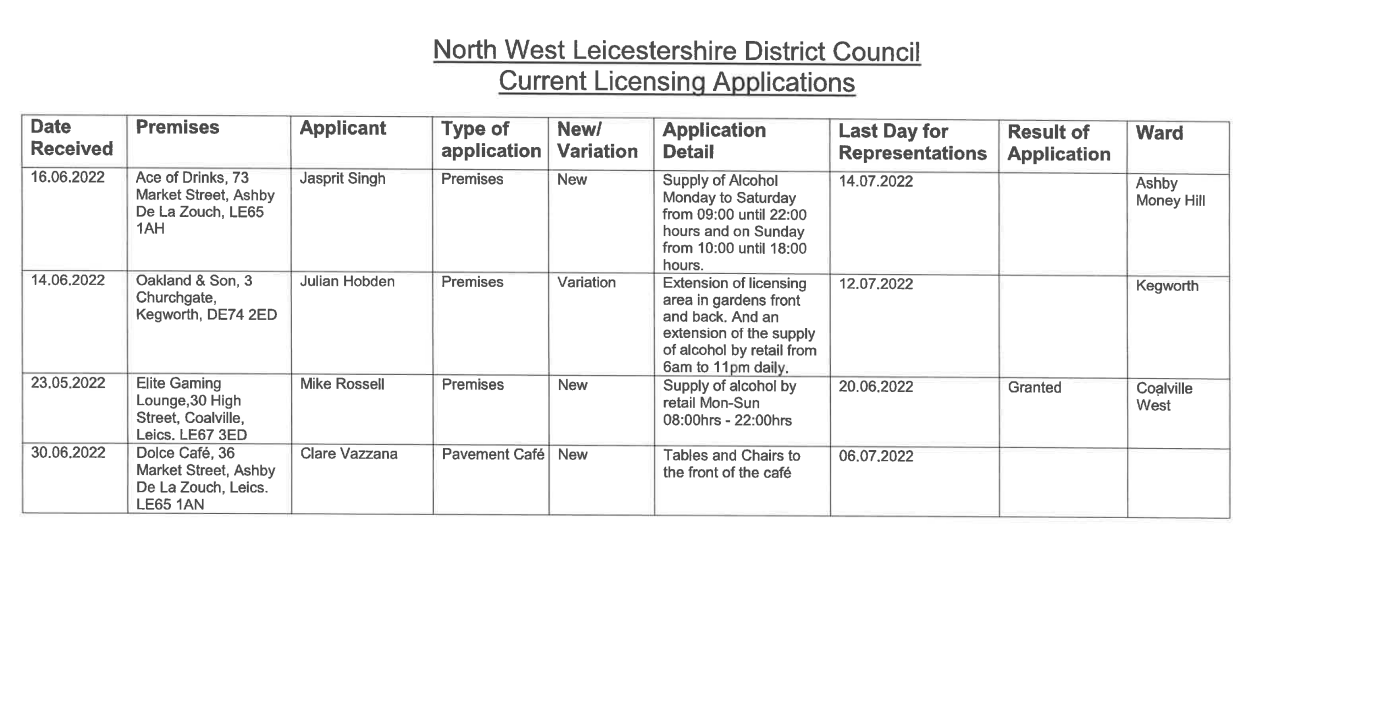 North West Leicestershire District Council
Current Licensing Applications
Date Received | Premises | Applicant | Type of application | New/ Variation | Application Detail | Last Day for Representations | Result of Application | Ward
16.06.2022 | Ace of Drinks, 73 Market Street, Ashby De La Zouch, LE65 1AH | Jasprit Singh | Premises | New | Supply of Alcohol Monday to Saturday from 09:00 until 22:00 hours and on Sunday from 10:00 until 18:00 hours. | 14.07.2022 | | Ashby Money Hill
14.06.2022 | Oakland & Son, 3 Churchgate, Kegworth, DE74 2ED | Julian Hobden | Premises | Variation | Extension of licensing area in gardens front and back. And an extension of the supply of alcohol by retail from 6am to 11pm daily. | 12.07.2022 | | Kegworth
23.05.2022 | Elite Gaming Lounge,30 High Street, Coalville, Leics. LE67 3ED | Mike Rossell | Premises | New | Supply of alcohol by retail Mon-Sun 08:00hrs - 22:00hrs | 20.06.2022 | Granted | Coalville West
30.06.2022 | Dolce Café, 36 Market Street, Ashby De La Zouch, Leics. LE65 1AN | Clare Vazzana | Pavement Café | New | Tables and Chairs to the front of the café | 06.07.2022 | |